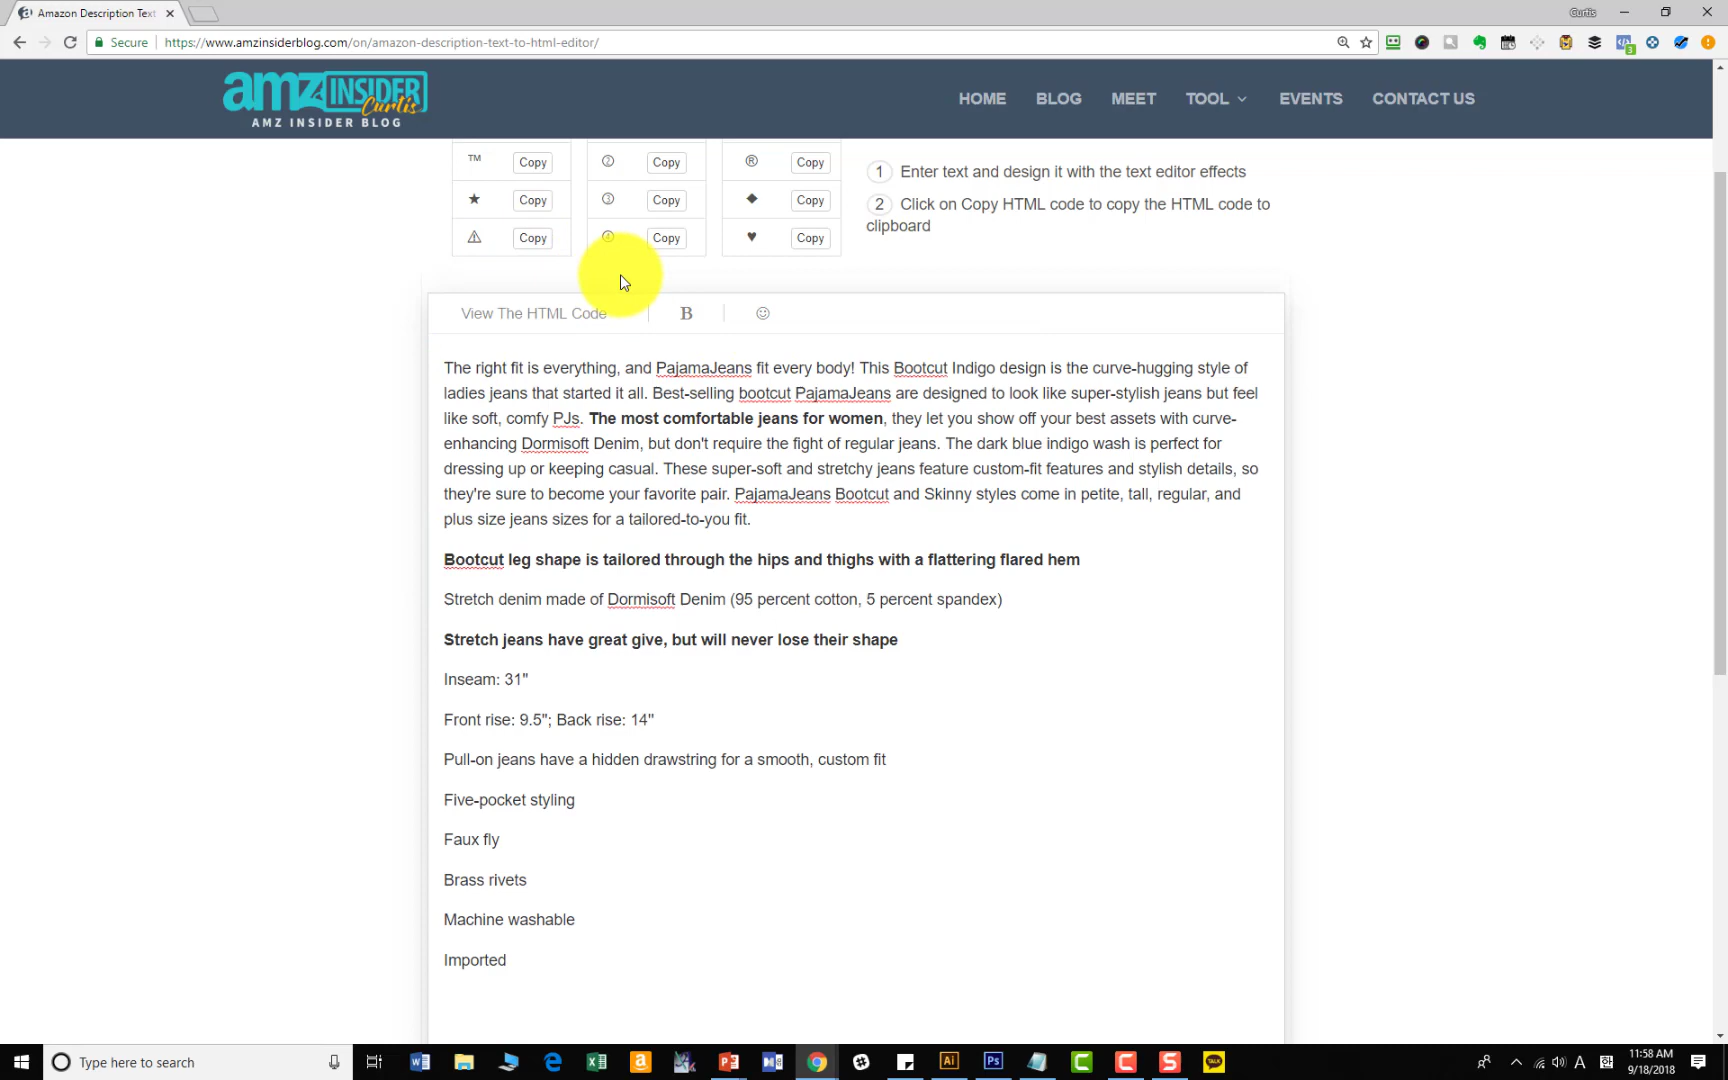 Amazon Description Text
Curtis
Secure
https://www.amzinsiderblog.com/on/amazon-description-text-to-html-editor/
3
amz INSIDER
Curtis
AMZ INSIDER BLOG
HOME
BLOG
MEET
TOOL
EVENTS
CONTACT US
™ Copy ② Copy ® Copy
★ Copy ③ Copy ◆ Copy
⚠ Copy ④ Copy ♥ Copy
1 Enter text and design it with the text editor effects
2 Click on Copy HTML code to copy the HTML code to
clipboard
View The HTML Code
B
The right fit is everything, and PajamaJeans fit every body! This Bootcut Indigo design is the curve-hugging style of
ladies jeans that started it all. Best-selling bootcut PajamaJeans are designed to look like super-stylish jeans but feel
like soft, comfy PJs. The most comfortable jeans for women, they let you show off your best assets with curve-
enhancing Dormisoft Denim, but don't require the fight of regular jeans. The dark blue indigo wash is perfect for
dressing up or keeping casual. These super-soft and stretchy jeans feature custom-fit features and stylish details, so
they're sure to become your favorite pair. PajamaJeans Bootcut and Skinny styles come in petite, tall, regular, and
plus size jeans sizes for a tailored-to-you fit.
Bootcut leg shape is tailored through the hips and thighs with a flattering flared hem
Stretch denim made of Dormisoft Denim (95 percent cotton, 5 percent spandex)
Stretch jeans have great give, but will never lose their shape
Inseam: 31"
Front rise: 9.5"; Back rise: 14"
Pull-on jeans have a hidden drawstring for a smooth, custom fit
Five-pocket styling
Faux fly
Brass rivets
Machine washable
Imported
Type here to search
Ai
Ps
TALK
A
11:58 AM
9/18/2018